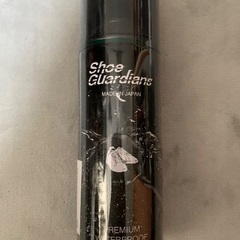 Shoe
Guardians
MADE IN JAPAN
PREMIUM
WATERPROOF